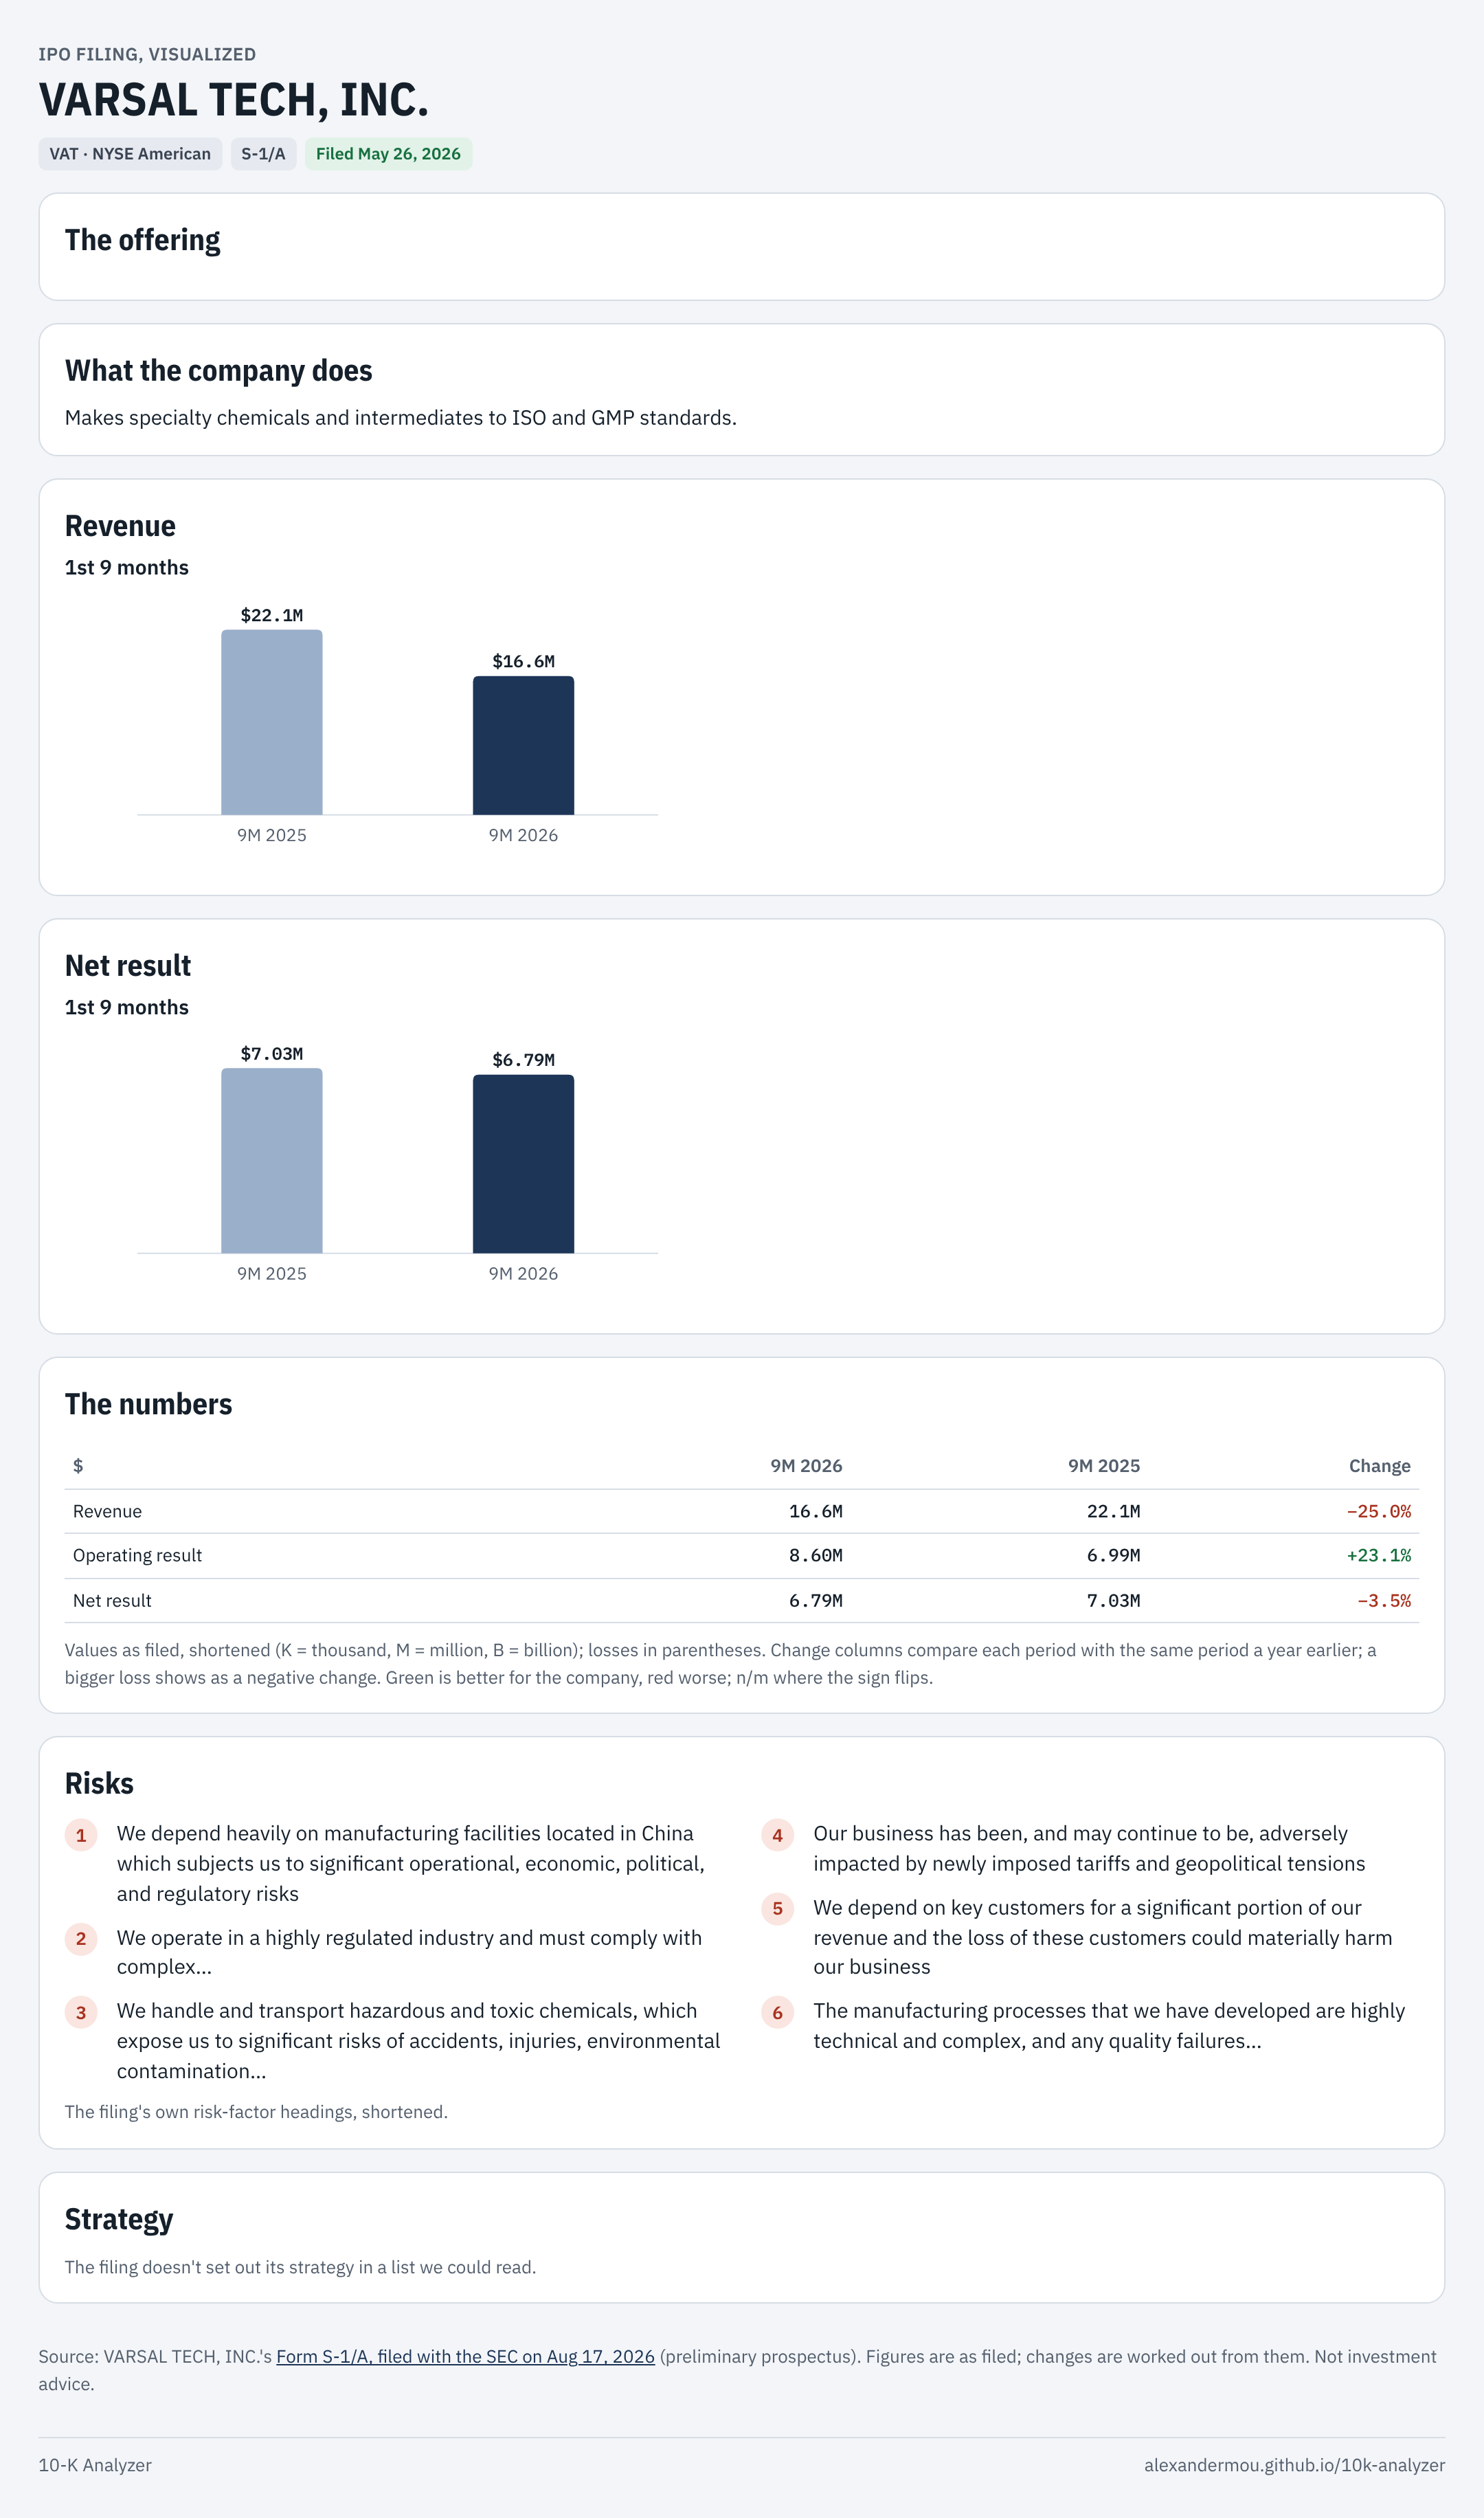 IPO FILING, VISUALIZED
VARSAL TECH, INC.
VAT · NYSE American
S-1/A
Filed May 26, 2026
The offering
What the company does
Makes specialty chemicals and intermediates to ISO and GMP standards.
Revenue
1st 9 months
$22.1M
$16.6M
9M 2025
9M 2026
Net result
1st 9 months
$7.03M
$6.79M
9M 2025
9M 2026
The numbers
$ 9M 2026 9M 2025 Change
Revenue 16.6M 22.1M −25.0%
Operating result 8.60M 6.99M +23.1%
Net result 6.79M 7.03M −3.5%
Values as filed, shortened (K = thousand, M = million, B = billion); losses in parentheses. Change columns compare each period with the same period a year earlier; a
bigger loss shows as a negative change. Green is better for the company, red worse; n/m where the sign flips.
Risks
1 We depend heavily on manufacturing facilities located in China
which subjects us to significant operational, economic, political,
and regulatory risks
2 We operate in a highly regulated industry and must comply with
complex…
3 We handle and transport hazardous and toxic chemicals, which
expose us to significant risks of accidents, injuries, environmental
contamination…
4 Our business has been, and may continue to be, adversely
impacted by newly imposed tariffs and geopolitical tensions
5 We depend on key customers for a significant portion of our
revenue and the loss of these customers could materially harm
our business
6 The manufacturing processes that we have developed are highly
technical and complex, and any quality failures…
The filing's own risk-factor headings, shortened.
Strategy
The filing doesn't set out its strategy in a list we could read.
Source: VARSAL TECH, INC.'s Form S-1/A, filed with the SEC on Aug 17, 2026 (preliminary prospectus). Figures are as filed; changes are worked out from them. Not investment
advice.
10-K Analyzer
alexandermou.github.io/10k-analyzer